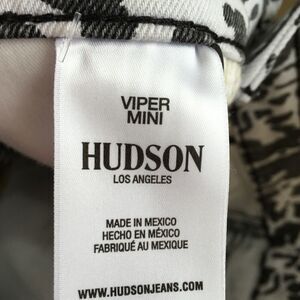 VIPER
MINI
HUDSON
LOS ANGELES
MADE IN MEXICO
HECHO EN MÉXICO
FABRIQUÉ AU MEXIQUE
WWW.HUDSONJEANS.COM